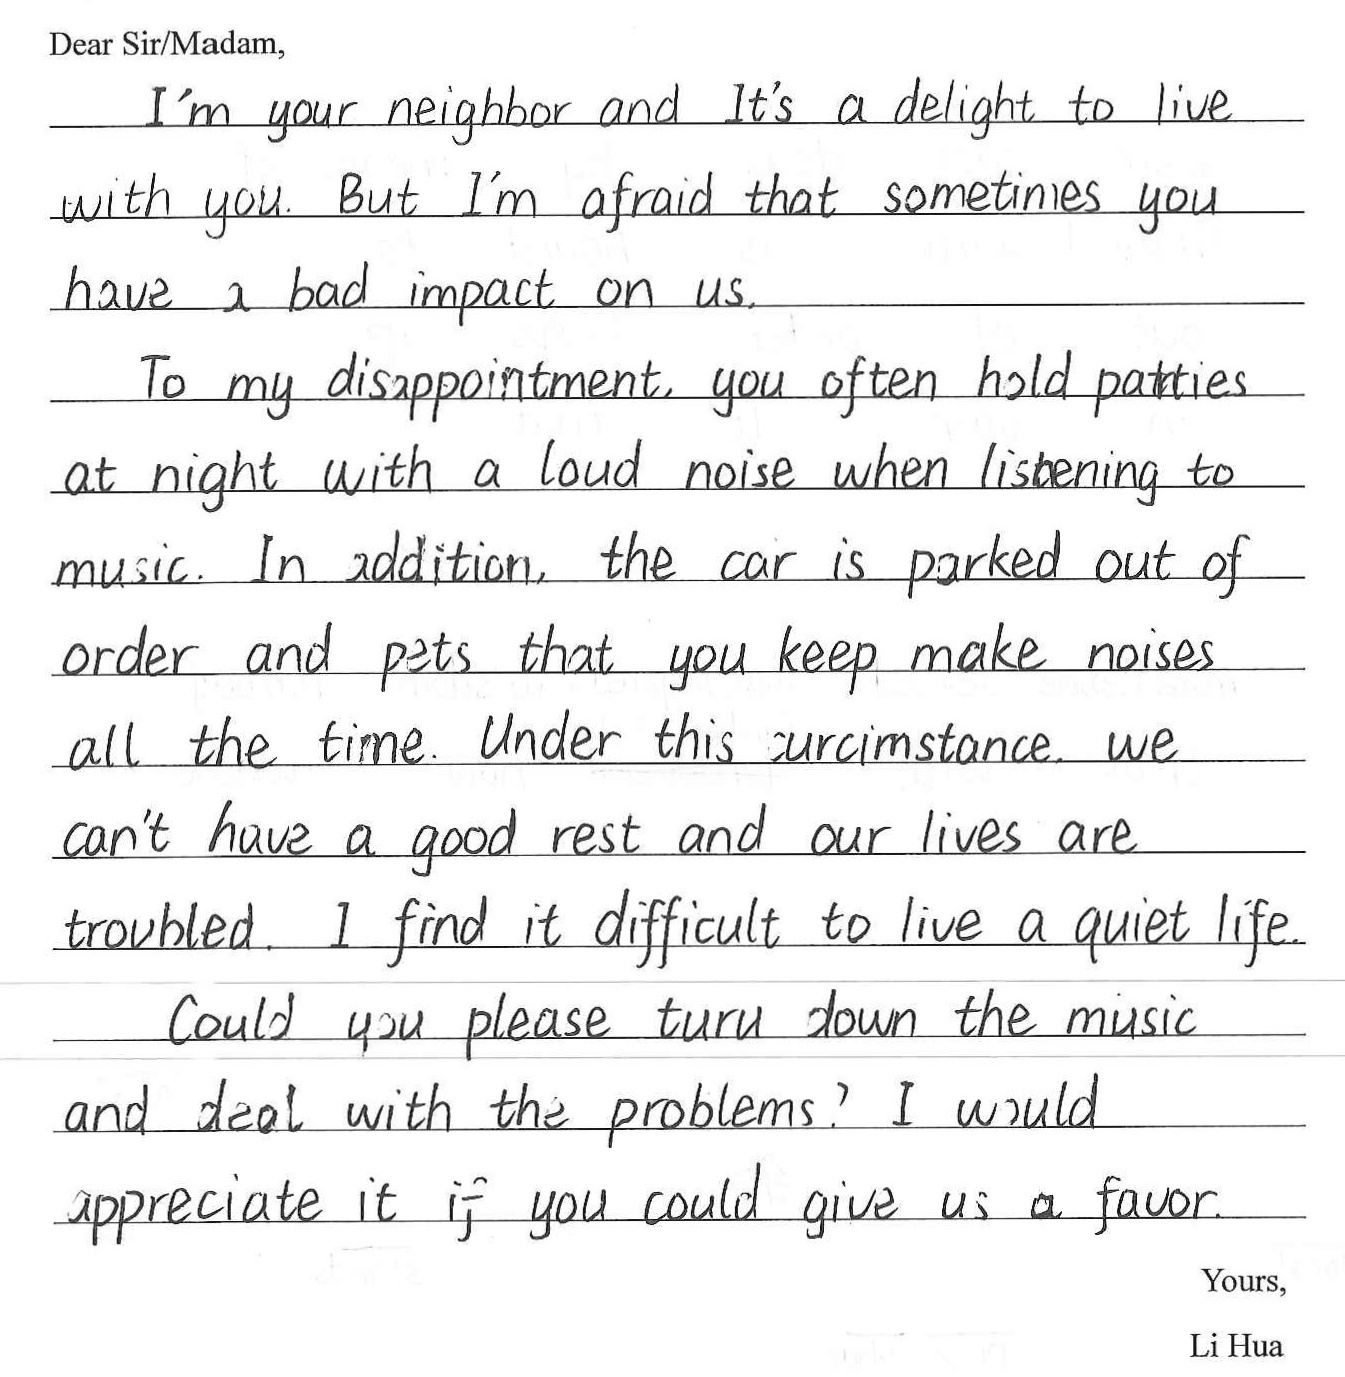 Dear Sir/Madam,
I'm your neighbor and It's a delight to live
with you. But I'm afraid that sometimes you
have a bad impact on us.
To my disappointment, you often hold parties
at night with a loud noise when listening to
music. In addition, the car is parked out of
order and pets that you keep make noises
all the time. Under this curcimstance, we
can't have a good rest and our lives are
troubled. I find it difficult to live a quiet life.
Could you please turn down the music
and deal with the problems? I would
appreciate it if you could give us a favor.
Yours,
Li Hua